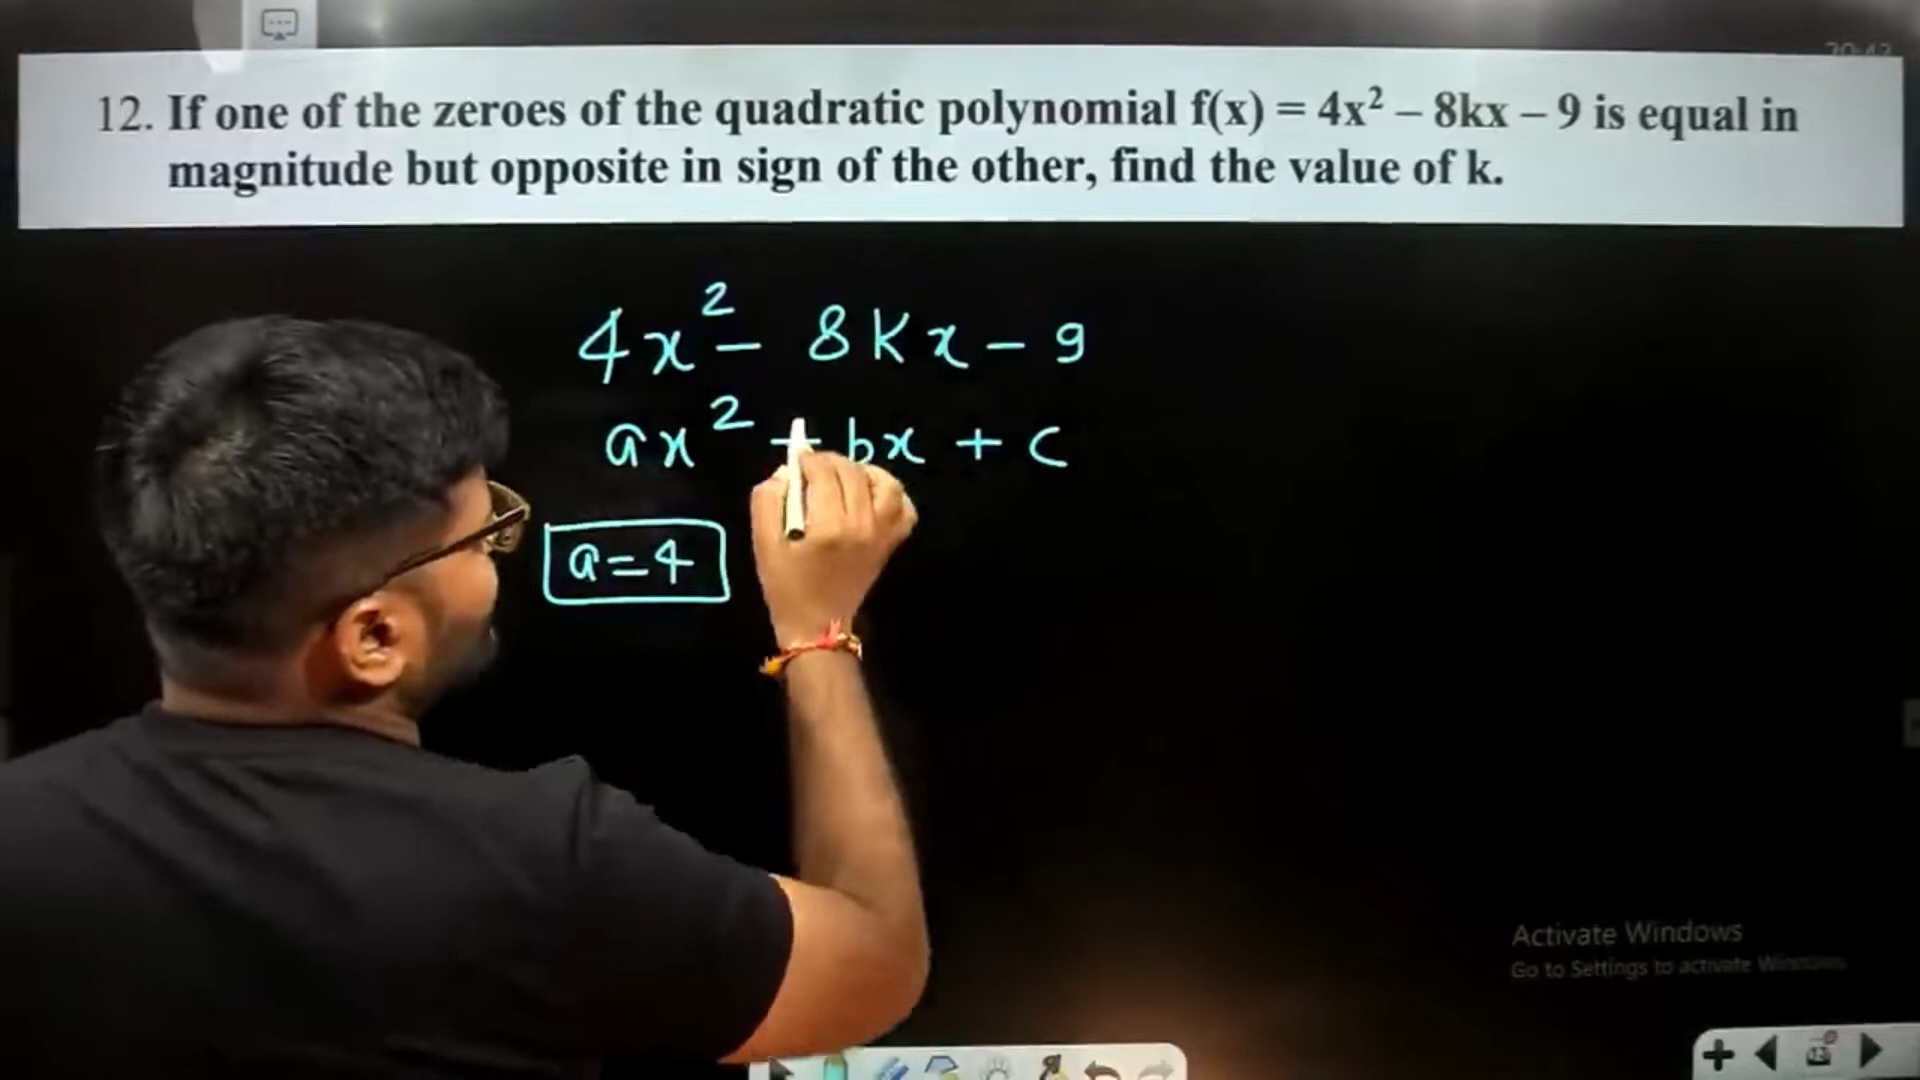 20:43
12. If one of the zeroes of the quadratic polynomial f(x) = 4x² – 8kx – 9 is equal in
magnitude but opposite in sign of the other, find the value of k.
4x² - 8kx - 9
ax² + bx + c
a=4
Activate Windows
Go to Settings to activate Windows.